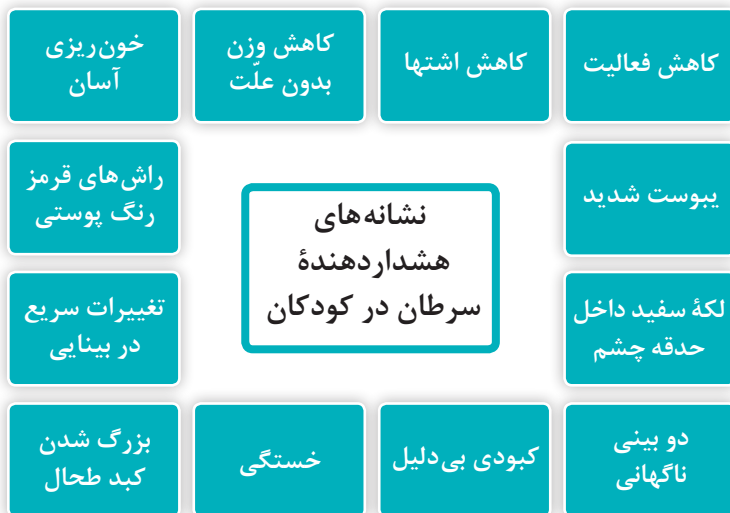 کاهش فعالیت
کاهش اشتها
کاهش وزن
بدون علّت
خون‌ریزی
آسان
یبوست شدید
راش‌های قرمز
رنگ پوستی
نشانه‌های
هشداردهندهٔ
سرطان در کودکان
لکهٔ سفید داخل
حدقه چشم
تغییرات سریع
در بینایی
دو بینی
ناگهانی
کبودی بی‌دلیل
خستگی
بزرگ شدن
کبد طحال